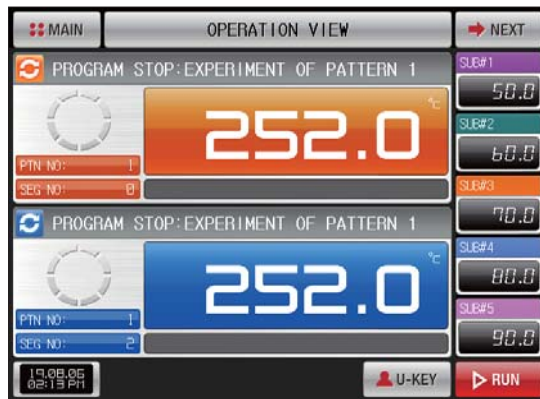 MAIN
OPERATION VIEW
NEXT
PROGRAM STOP:EXPERIMENT OF PATTERN 1
℃
252.0
PTN NO: 1
SEG NO: 0
PROGRAM STOP:EXPERIMENT OF PATTERN 1
℃
252.0
PTN NO: 1
SEG NO: 2
SUB#1
50.0
SUB#2
60.0
SUB#3
70.0
SUB#4
80.0
SUB#5
90.0
19.08.06
02:13 PM
U-KEY
RUN